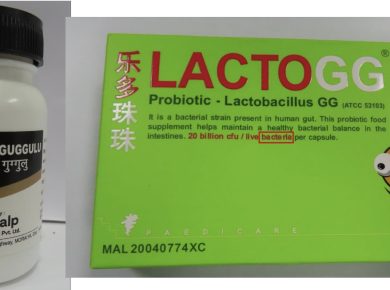 GUGGULU
गुग्गुलु
alp
Pvt. Ltd.
乐多珠珠
LACTOGG®
Probiotic - Lactobacillus GG (ATCC 53103)
It is a bacterial strain present in human gut. This probiotic food
supplement helps maintain a healthy bacterial balance in the
intestines. 20 billion cfu / live bacteria per capsule.
PAEDICARE
MAL 20040774XC